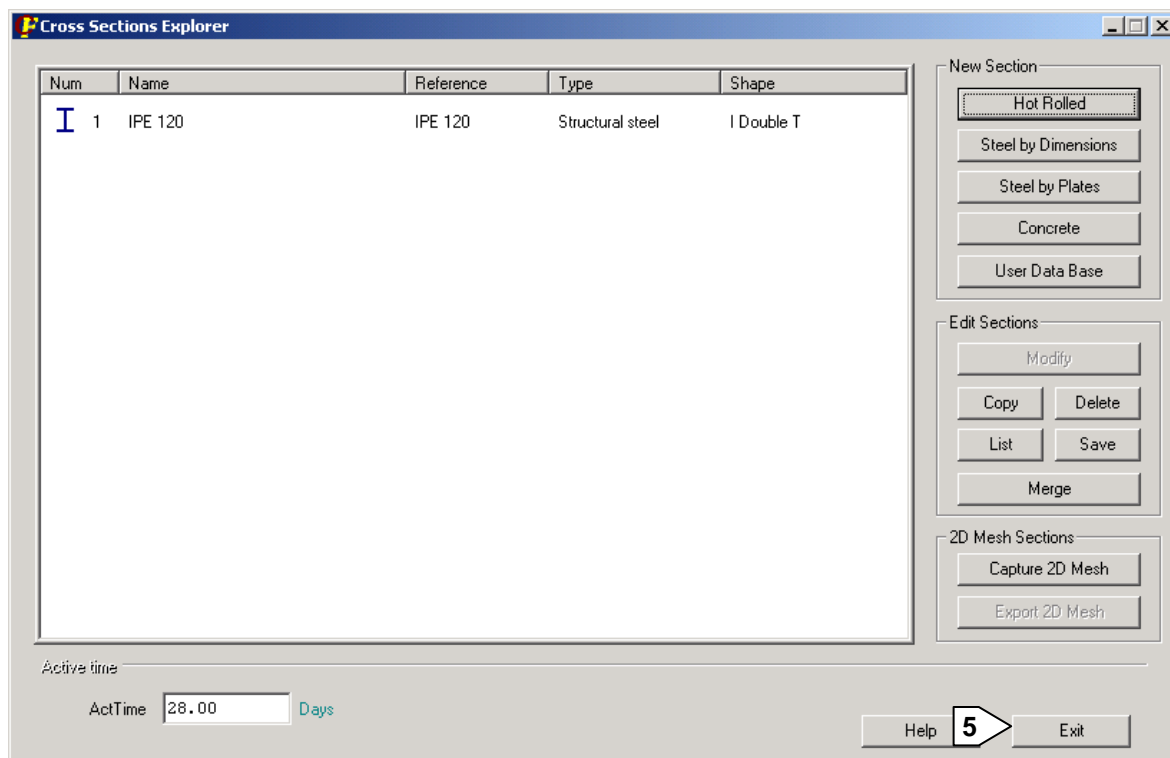 Cross Sections Explorer
Num Name Reference Type Shape
1 IPE 120 IPE 120 Structural steel I Double T
New Section
Hot Rolled
Steel by Dimensions
Steel by Plates
Concrete
User Data Base
Edit Sections
Modify
Copy Delete
List Save
Merge
2D Mesh Sections
Capture 2D Mesh
Export 2D Mesh
Active time
ActTime 28.00 Days
Help 5 Exit